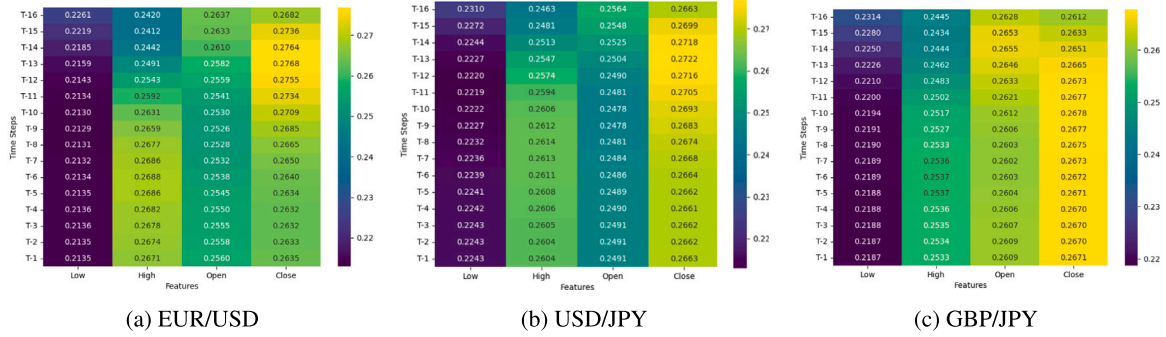 T-16 0.2261 0.2420 0.2637 0.2682
T-15 0.2219 0.2412 0.2633 0.2736
T-14 0.2185 0.2442 0.2610 0.2764
T-13 0.2159 0.2491 0.2582 0.2768
T-12 0.2143 0.2543 0.2559 0.2755
T-11 0.2134 0.2592 0.2541 0.2734
T-10 0.2130 0.2631 0.2530 0.2709
T-9 0.2129 0.2659 0.2526 0.2685
T-8 0.2131 0.2677 0.2528 0.2665
T-7 0.2132 0.2686 0.2532 0.2650
T-6 0.2134 0.2688 0.2538 0.2640
T-5 0.2135 0.2686 0.2545 0.2634
T-4 0.2136 0.2682 0.2550 0.2632
T-3 0.2136 0.2678 0.2555 0.2632
T-2 0.2135 0.2674 0.2558 0.2633
T-1 0.2135 0.2671 0.2560 0.2635
Low High Open Close
Features
Time Steps
0.27
0.26
0.25
0.24
0.23
0.22
(a) EUR/USD
T-16 0.2310 0.2463 0.2564 0.2663
T-15 0.2272 0.2481 0.2548 0.2699
T-14 0.2244 0.2513 0.2525 0.2718
T-13 0.2227 0.2547 0.2504 0.2722
T-12 0.2220 0.2574 0.2490 0.2716
T-11 0.2219 0.2594 0.2481 0.2705
T-10 0.2222 0.2606 0.2478 0.2693
T-9 0.2227 0.2612 0.2478 0.2683
T-8 0.2232 0.2614 0.2481 0.2674
T-7 0.2236 0.2613 0.2484 0.2668
T-6 0.2239 0.2611 0.2486 0.2664
T-5 0.2241 0.2608 0.2489 0.2662
T-4 0.2242 0.2606 0.2490 0.2661
T-3 0.2243 0.2605 0.2491 0.2662
T-2 0.2243 0.2604 0.2491 0.2662
T-1 0.2243 0.2604 0.2491 0.2663
Low High Open Close
Features
Time Steps
0.27
0.26
0.25
0.24
0.23
0.22
(b) USD/JPY
T-16 0.2314 0.2445 0.2628 0.2612
T-15 0.2280 0.2434 0.2653 0.2633
T-14 0.2250 0.2444 0.2655 0.2651
T-13 0.2226 0.2462 0.2646 0.2665
T-12 0.2210 0.2483 0.2633 0.2673
T-11 0.2200 0.2502 0.2621 0.2677
T-10 0.2194 0.2517 0.2612 0.2678
T-9 0.2191 0.2527 0.2606 0.2677
T-8 0.2190 0.2533 0.2603 0.2675
T-7 0.2189 0.2536 0.2602 0.2673
T-6 0.2189 0.2537 0.2603 0.2672
T-5 0.2188 0.2537 0.2604 0.2671
T-4 0.2188 0.2536 0.2606 0.2670
T-3 0.2188 0.2535 0.2607 0.2670
T-2 0.2187 0.2534 0.2609 0.2670
T-1 0.2187 0.2533 0.2609 0.2671
Low High Open Close
Features
Time Steps
0.26
0.25
0.24
0.23
0.22
(c) GBP/JPY